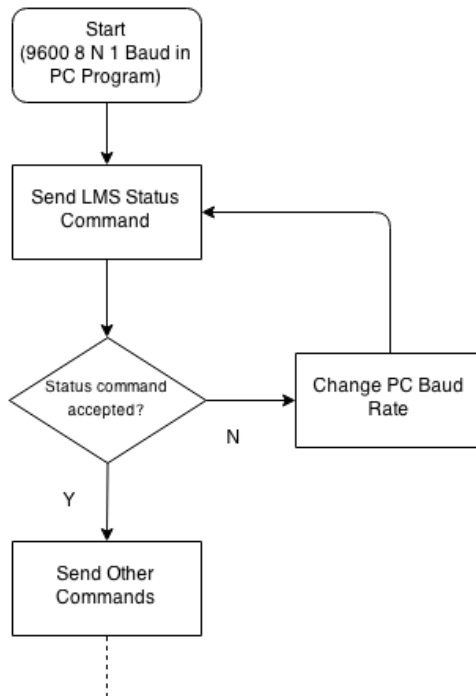 Start
(9600 8 N 1 Baud in
PC Program)
Send LMS Status
Command
Status command
accepted?
N
Change PC Baud
Rate
Y
Send Other
Commands